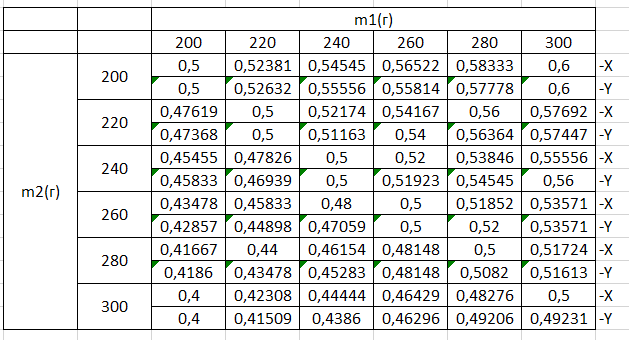 m1(г)
200 220 240 260 280 300
200 0,5 0,52381 0,54545 0,56522 0,58333 0,6 -X
0,5 0,52632 0,55556 0,55814 0,57778 0,6 -Y
220 0,47619 0,5 0,52174 0,54167 0,56 0,57692 -X
0,47368 0,5 0,51163 0,54 0,56364 0,57447 -Y
240 0,45455 0,47826 0,5 0,52 0,53846 0,55556 -X
0,45833 0,46939 0,5 0,51923 0,54545 0,56 -Y
m2(г) 260 0,43478 0,45833 0,48 0,5 0,51852 0,53571 -X
0,42857 0,44898 0,47059 0,5 0,52 0,53571 -Y
280 0,41667 0,44 0,46154 0,48148 0,5 0,51724 -X
0,4186 0,43478 0,45283 0,48148 0,5082 0,51613 -Y
300 0,4 0,42308 0,44444 0,46429 0,48276 0,5 -X
0,4 0,41509 0,4386 0,46296 0,49206 0,49231 -Y